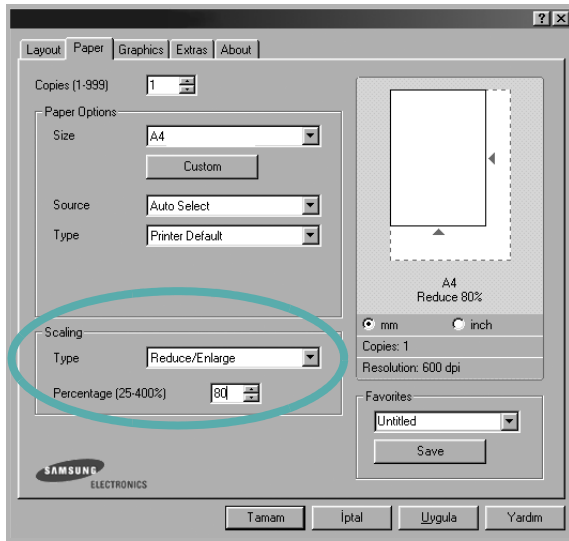 Layout Paper Graphics Extras About
Copies (1-999) 1
Paper Options
Size A4
Custom
Source Auto Select
Type Printer Default
A4
Reduce 80%
mm inch
Copies: 1
Resolution: 600 dpi
Scaling
Type Reduce/Enlarge
Percentage (25-400%) 80
Favorites
Untitled
Save
SAMSUNG
ELECTRONICS
Tamam İptal Uygula Yardım